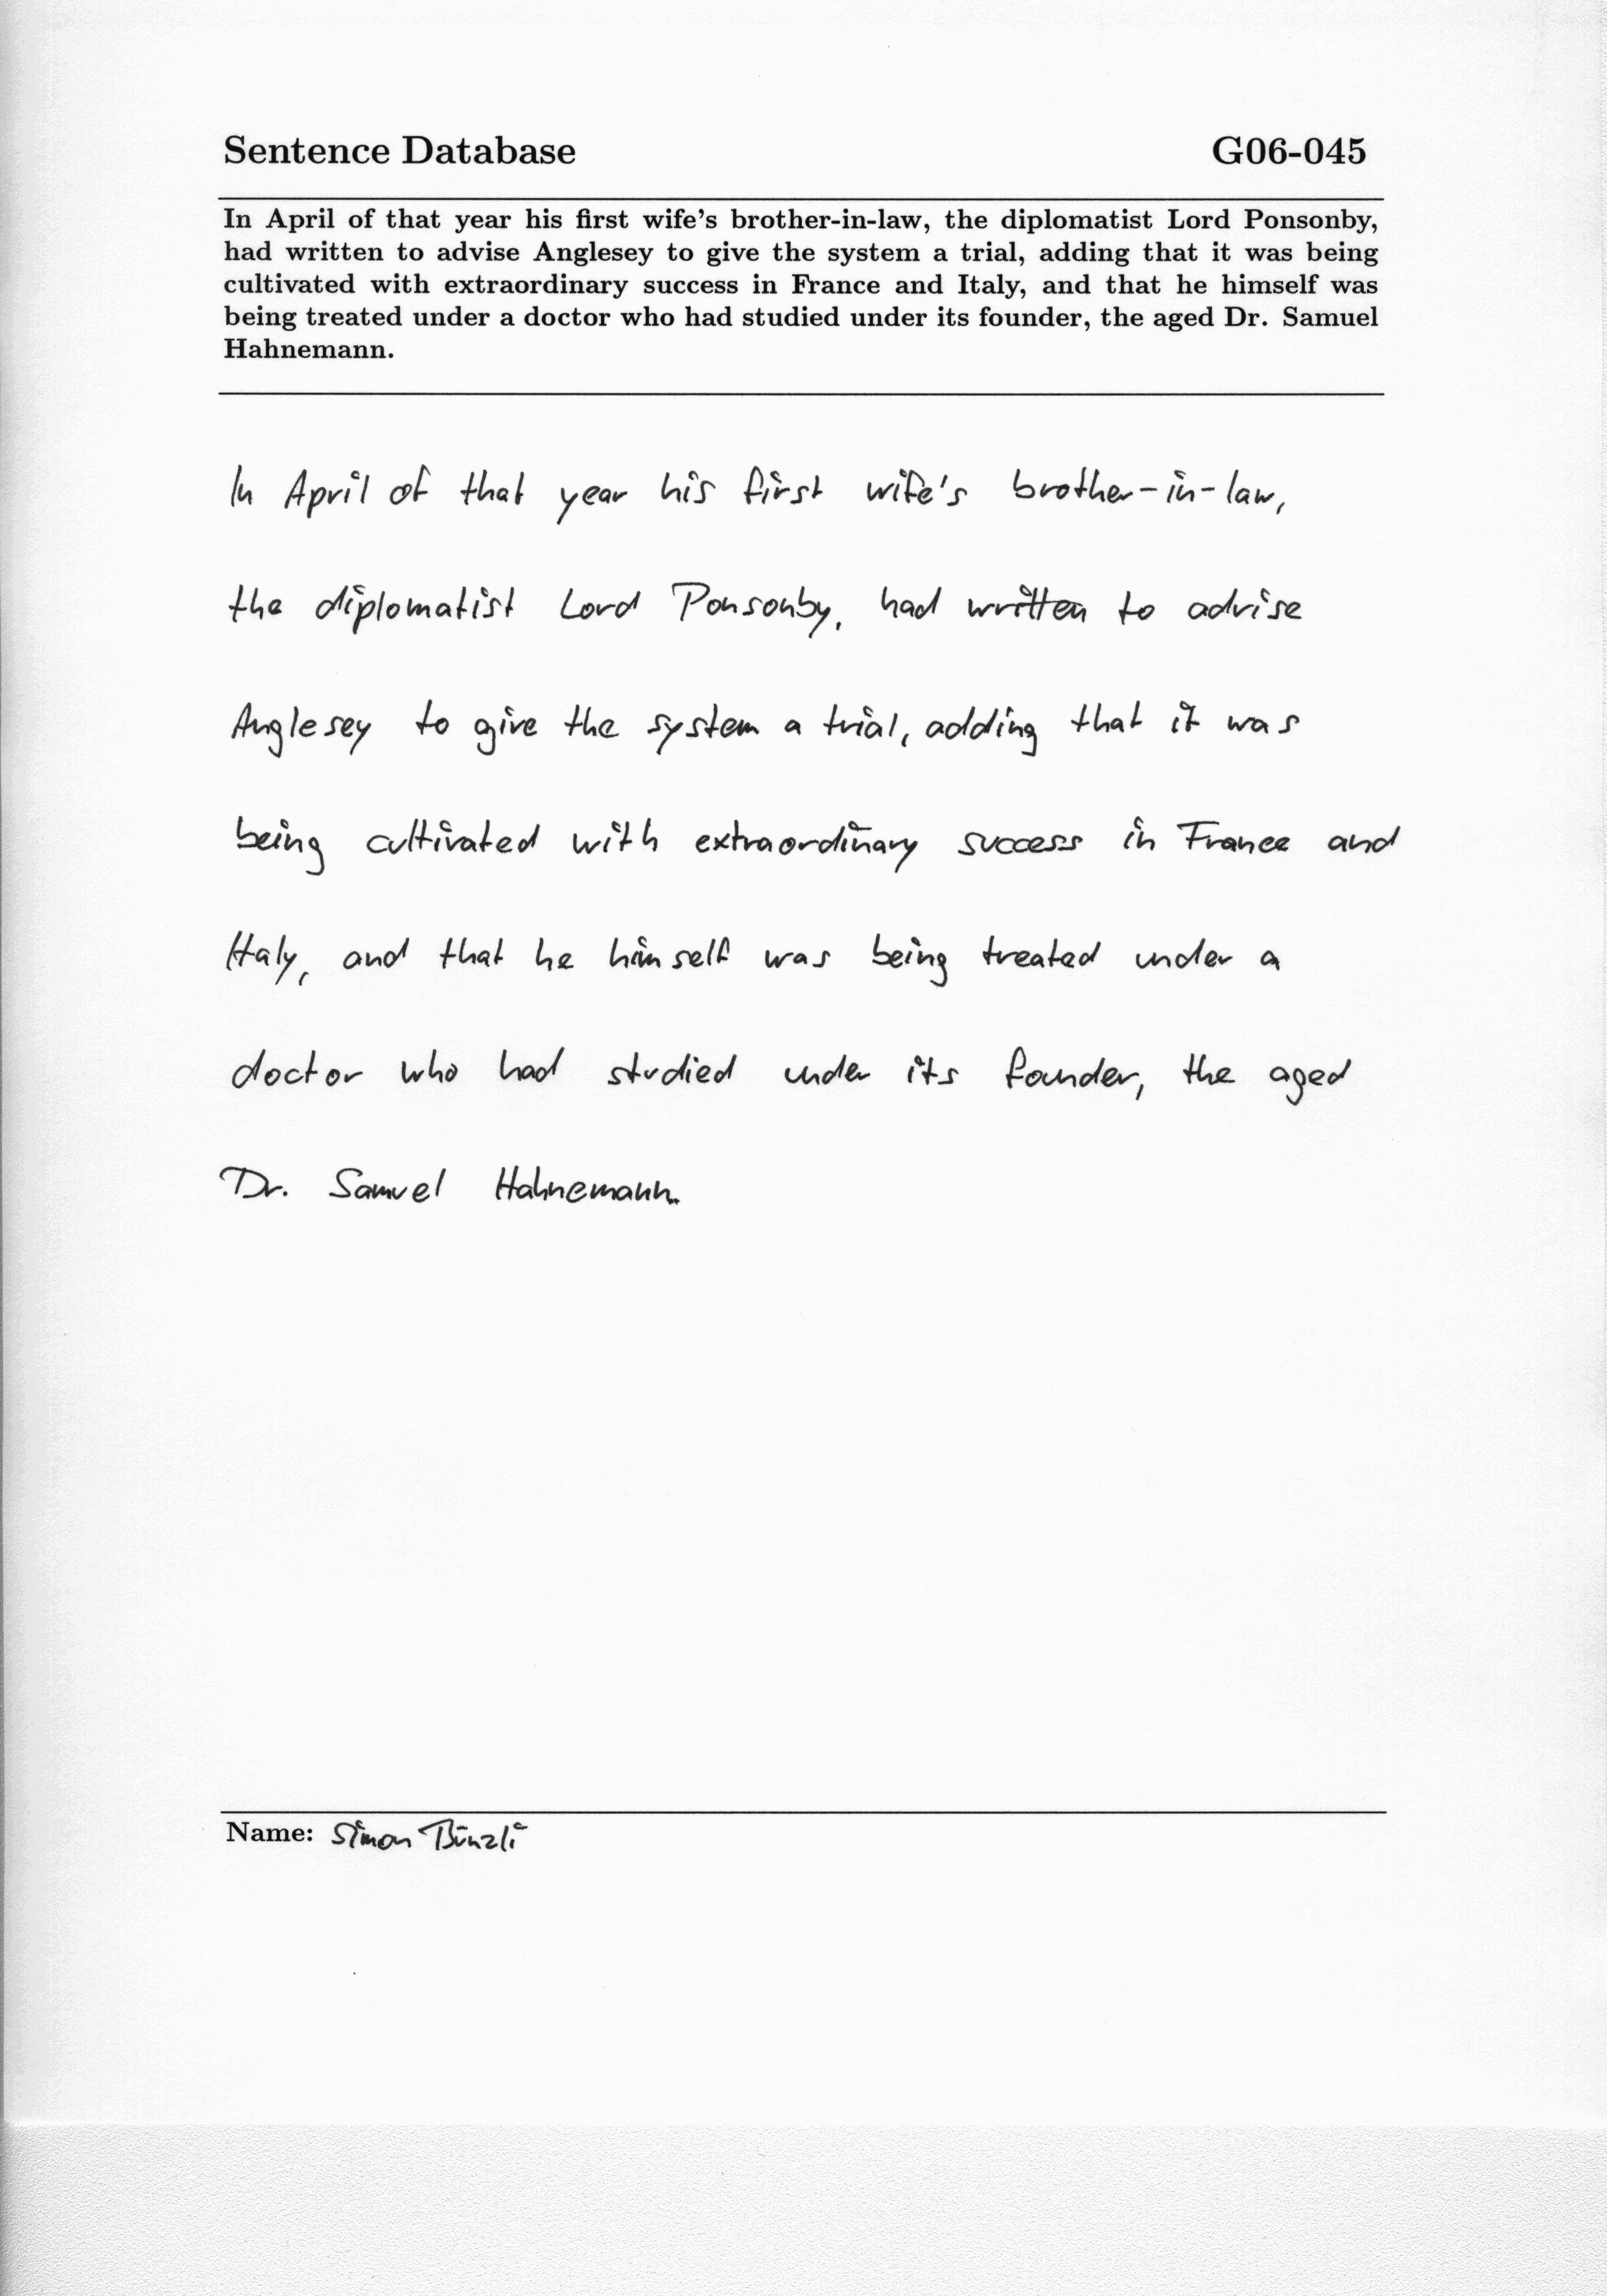 Sentence Database G06-045
In April of that year his first wife's brother-in-law, the diplomatist Lord Ponsonby,
had written to advise Anglesey to give the system a trial, adding that it was being
cultivated with extraordinary success in France and Italy, and that he himself was
being treated under a doctor who had studied under its founder, the aged Dr. Samuel
Hahnemann.
In April of that year his first wife's brother-in-law,
the diplomatist Lord Ponsonby, had written to advise
Anglesey to give the system a trial, adding that it was
being cultivated with extraordinary success in France and
Italy, and that he himself was being treated under a
doctor who had studied under its founder, the aged
Dr. Samuel Hahnemann.
Name: Simon Bünzli